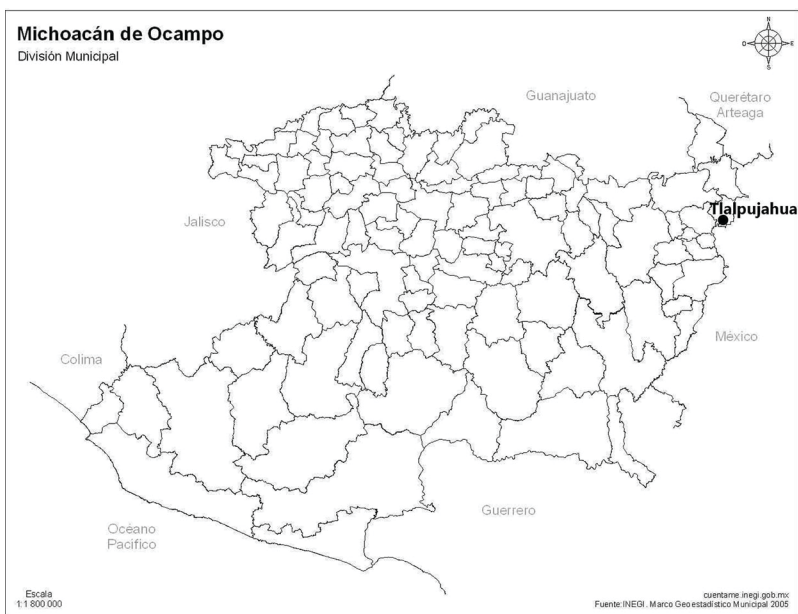 Michoacán de Ocampo
División Municipal
N
O
E
S
Guanajuato
Querétaro
Arteaga
Tlalpujahua
Jalisco
México
Colima
Guerrero
Océano
Pacifico
Escala
1:1 800 000
cuentame.inegi.gob.mx
Fuente:INEGI. Marco Geoestadístico Municipal 2005